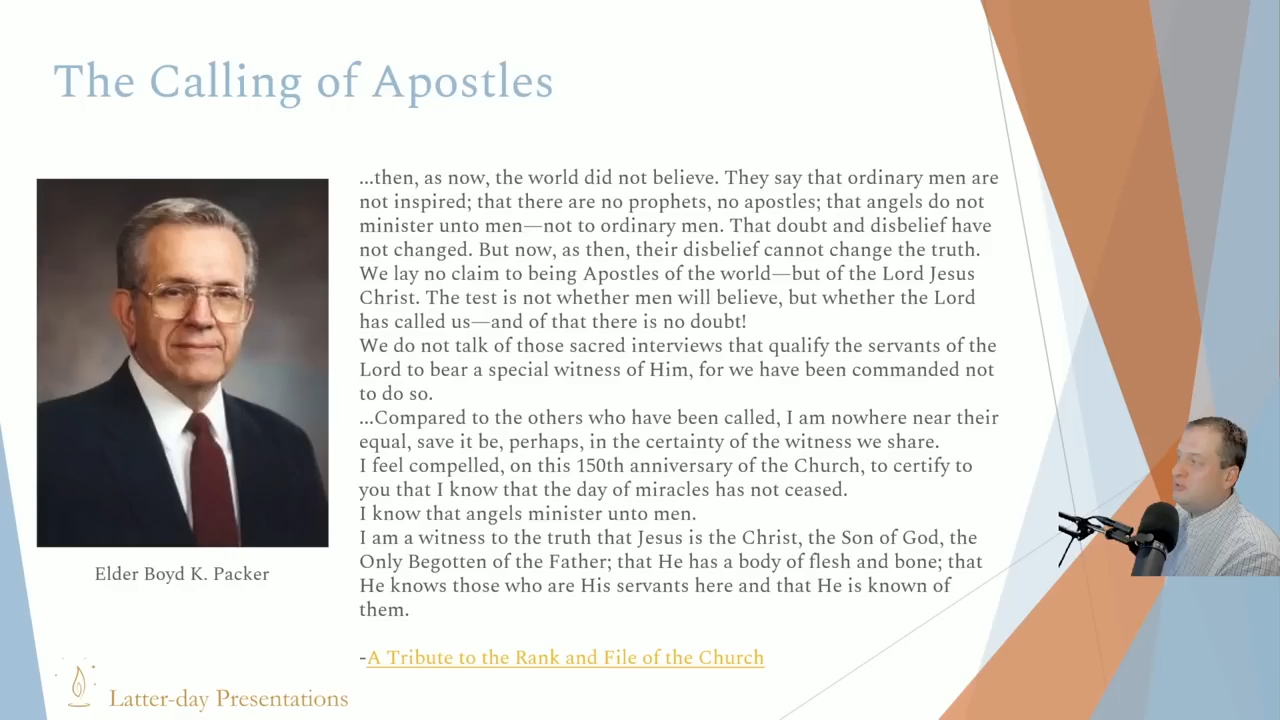 The Calling of Apostles
...then, as now, the world did not believe. They say that ordinary men are
not inspired; that there are no prophets, no apostles; that angels do not
minister unto men—not to ordinary men. That doubt and disbelief have
not changed. But now, as then, their disbelief cannot change the truth.
We lay no claim to being Apostles of the world—but of the Lord Jesus
Christ. The test is not whether men will believe, but whether the Lord
has called us—and of that there is no doubt!
We do not talk of those sacred interviews that qualify the servants of the
Lord to bear a special witness of Him, for we have been commanded not
to do so.
...Compared to the others who have been called, I am nowhere near their
equal, save it be, perhaps, in the certainty of the witness we share.
I feel compelled, on this 150th anniversary of the Church, to certify to
you that I know that the day of miracles has not ceased.
I know that angels minister unto men.
I am a witness to the truth that Jesus is the Christ, the Son of God, the
Only Begotten of the Father; that He has a body of flesh and bone; that
He knows those who are His servants here and that He is known of
them.
-A Tribute to the Rank and File of the Church
Elder Boyd K. Packer
Latter-day Presentations